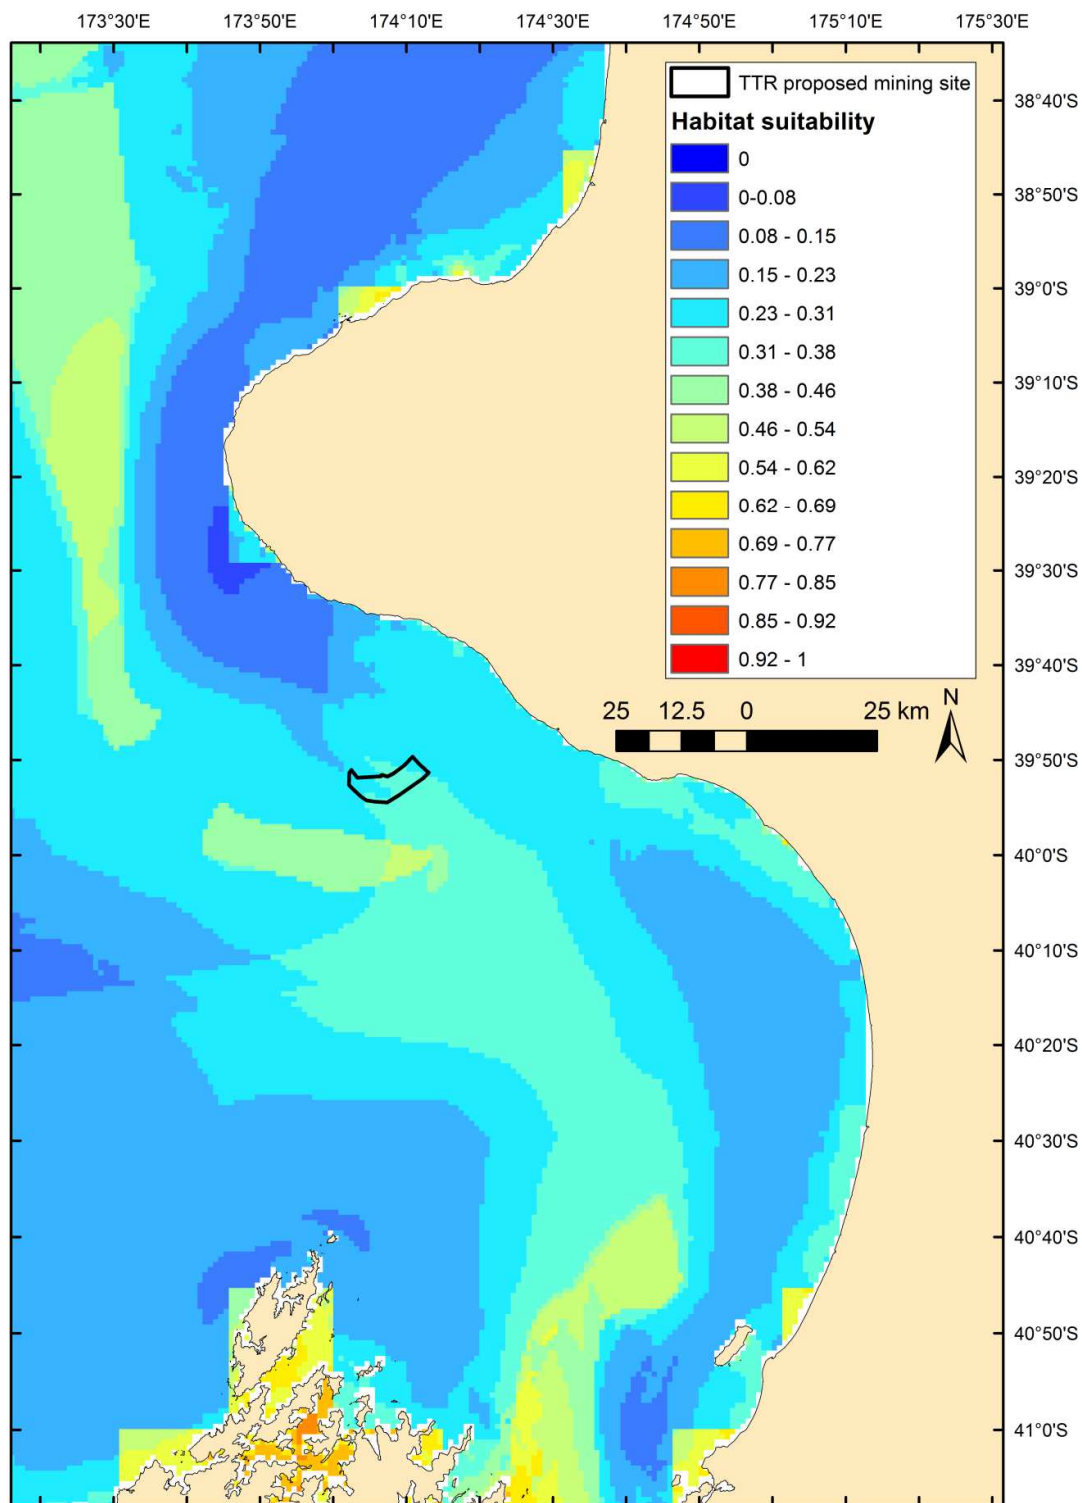 173°30'E 173°50'E 174°10'E 174°30'E 174°50'E 175°10'E 175°30'E
TTR proposed mining site
Habitat suitability
0
0-0.08
0.08 - 0.15
0.15 - 0.23
0.23 - 0.31
0.31 - 0.38
0.38 - 0.46
0.46 - 0.54
0.54 - 0.62
0.62 - 0.69
0.69 - 0.77
0.77 - 0.85
0.85 - 0.92
0.92 - 1
25 12.5 0 25 km
N
38°40'S
38°50'S
39°0'S
39°10'S
39°20'S
39°30'S
39°40'S
39°50'S
40°0'S
40°10'S
40°20'S
40°30'S
40°40'S
40°50'S
41°0'S